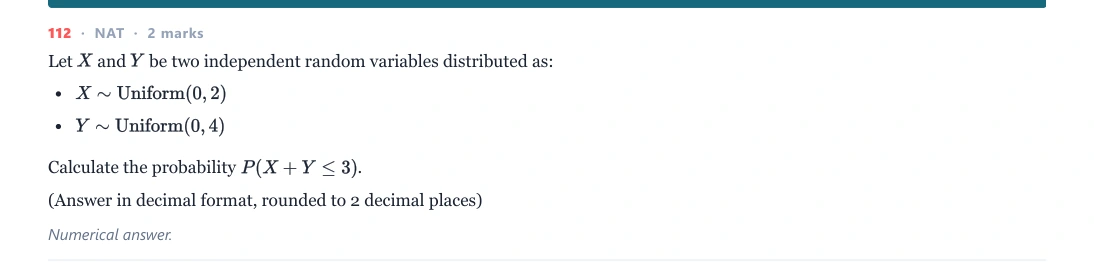 112 · NAT · 2 marks
Let X and Y be two independent random variables distributed as:
• X ∼ Uniform(0, 2)
• Y ∼ Uniform(0, 4)
Calculate the probability P(X + Y ≤ 3).
(Answer in decimal format, rounded to 2 decimal places)
Numerical answer.